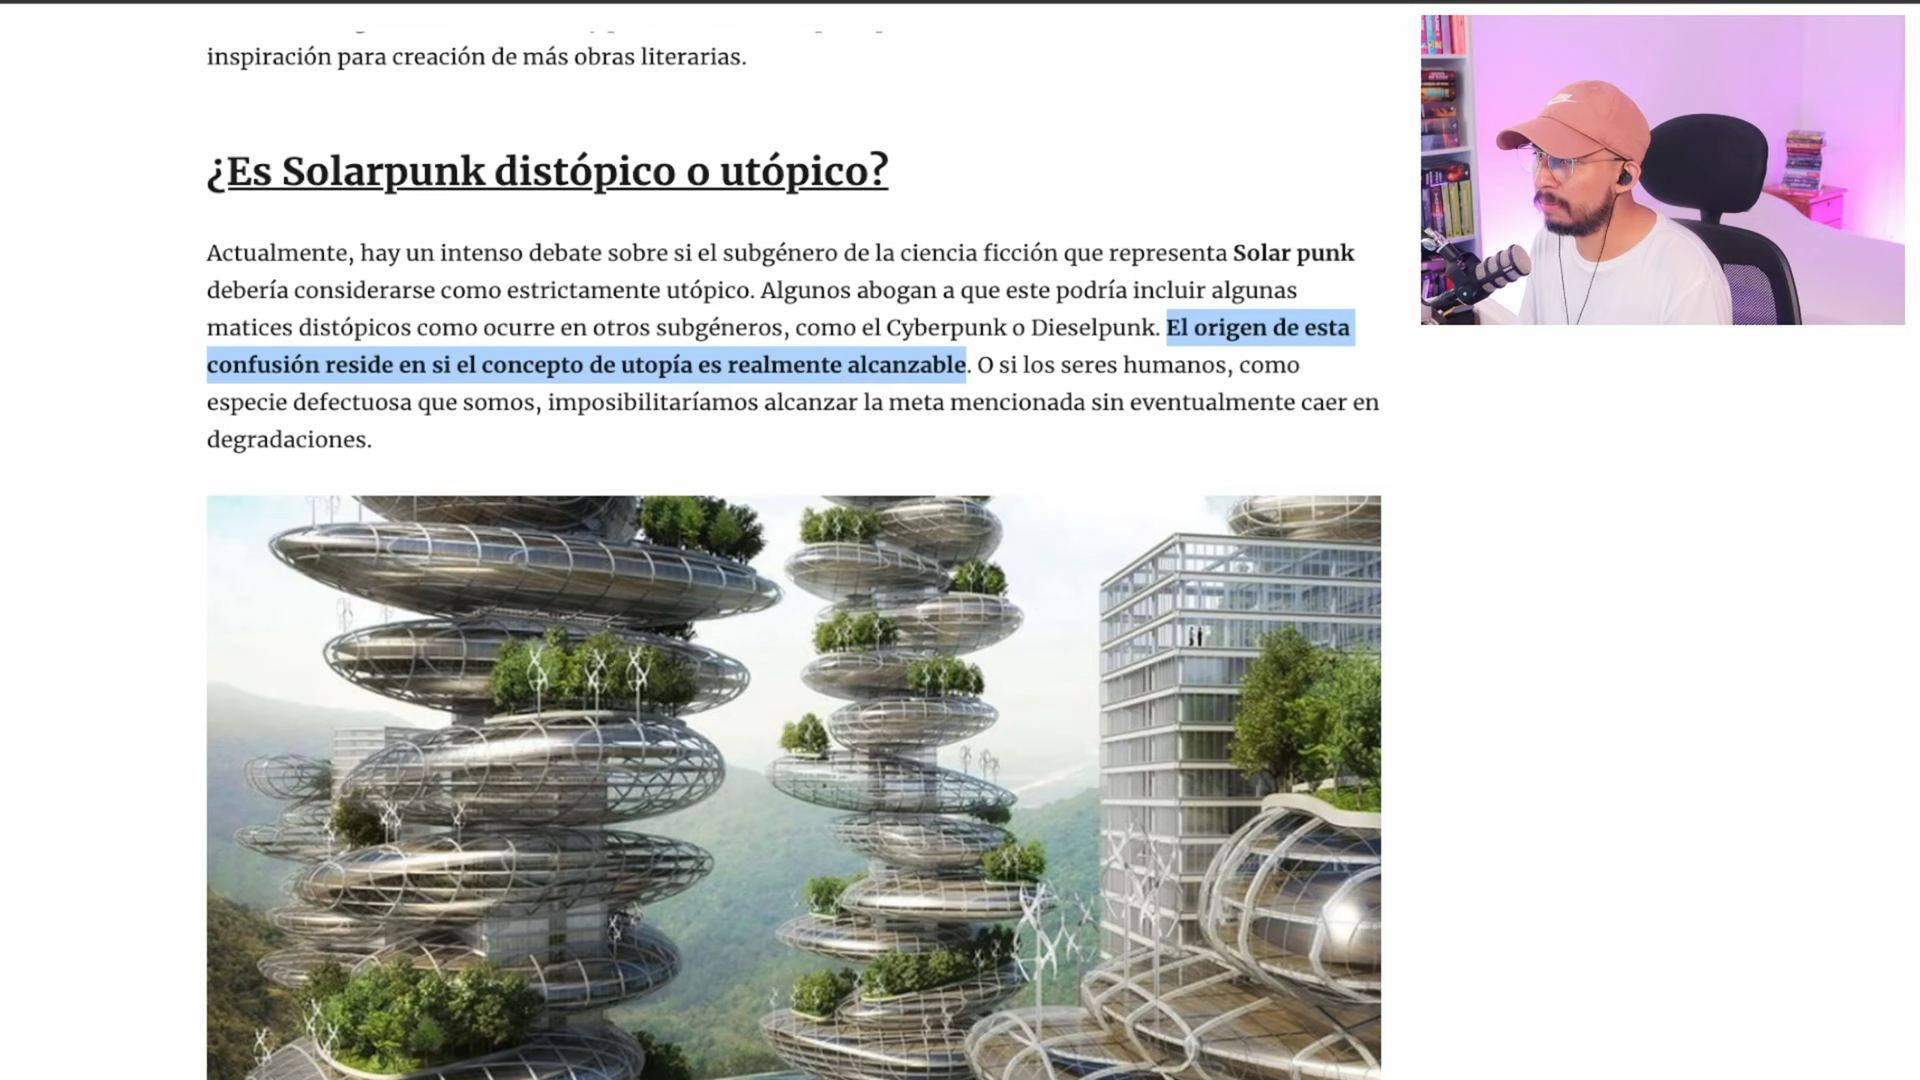 inspiración para creación de más obras literarias.
¿Es Solarpunk distópico o utópico?
Actualmente, hay un intenso debate sobre si el subgénero de la ciencia ficción que representa Solar punk
debería considerarse como estrictamente utópico. Algunos abogan a que este podría incluir algunas
matices distópicos como ocurre en otros subgéneros, como el Cyberpunk o Dieselpunk. El origen de esta
confusión reside en si el concepto de utopía es realmente alcanzable. O si los seres humanos, como
especie defectuosa que somos, imposibilitaríamos alcanzar la meta mencionada sin eventualmente caer en
degradaciones.